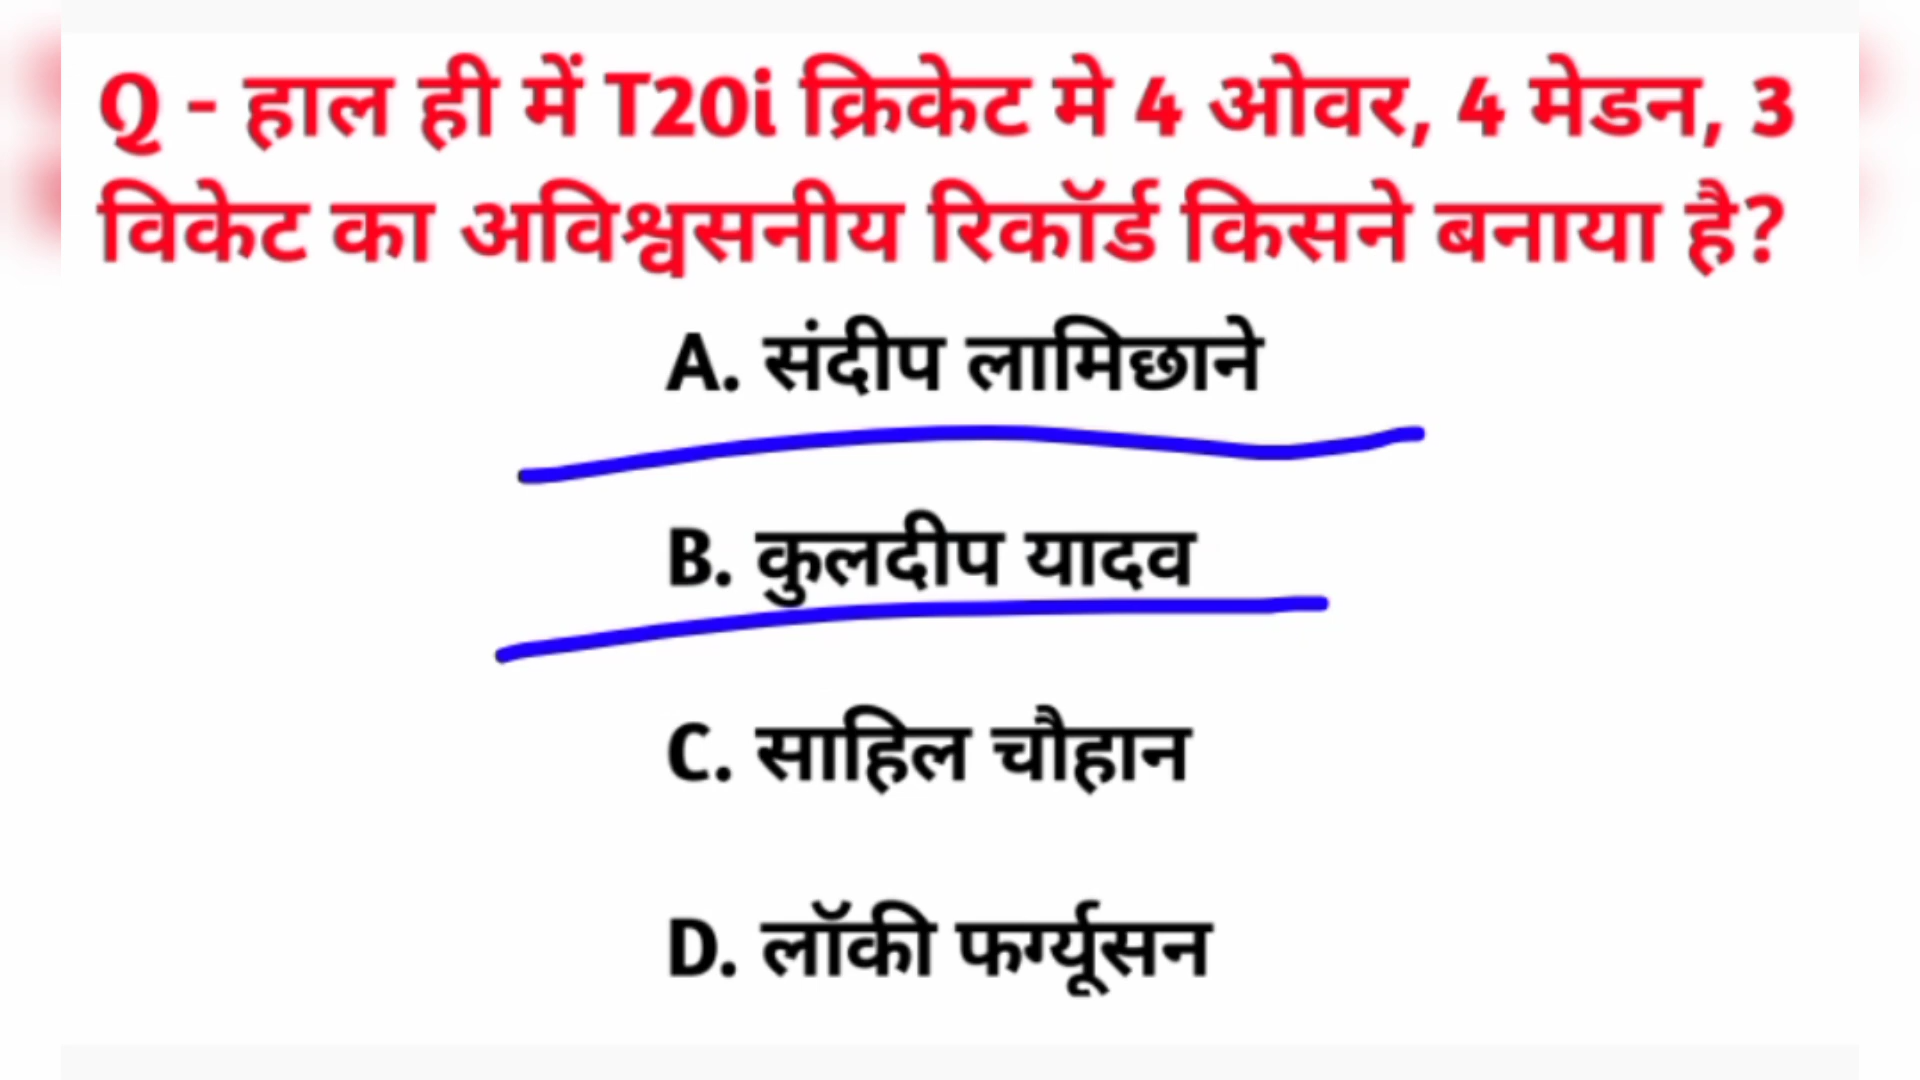 Q - हाल ही में T20i क्रिकेट मे 4 ओवर, 4 मेडन, 3
विकेट का अविश्वसनीय रिकॉर्ड किसने बनाया है?
A. संदीप लामिछाने
B. कुलदीप यादव
C. साहिल चौहान
D. लॉकी फर्ग्यूसन